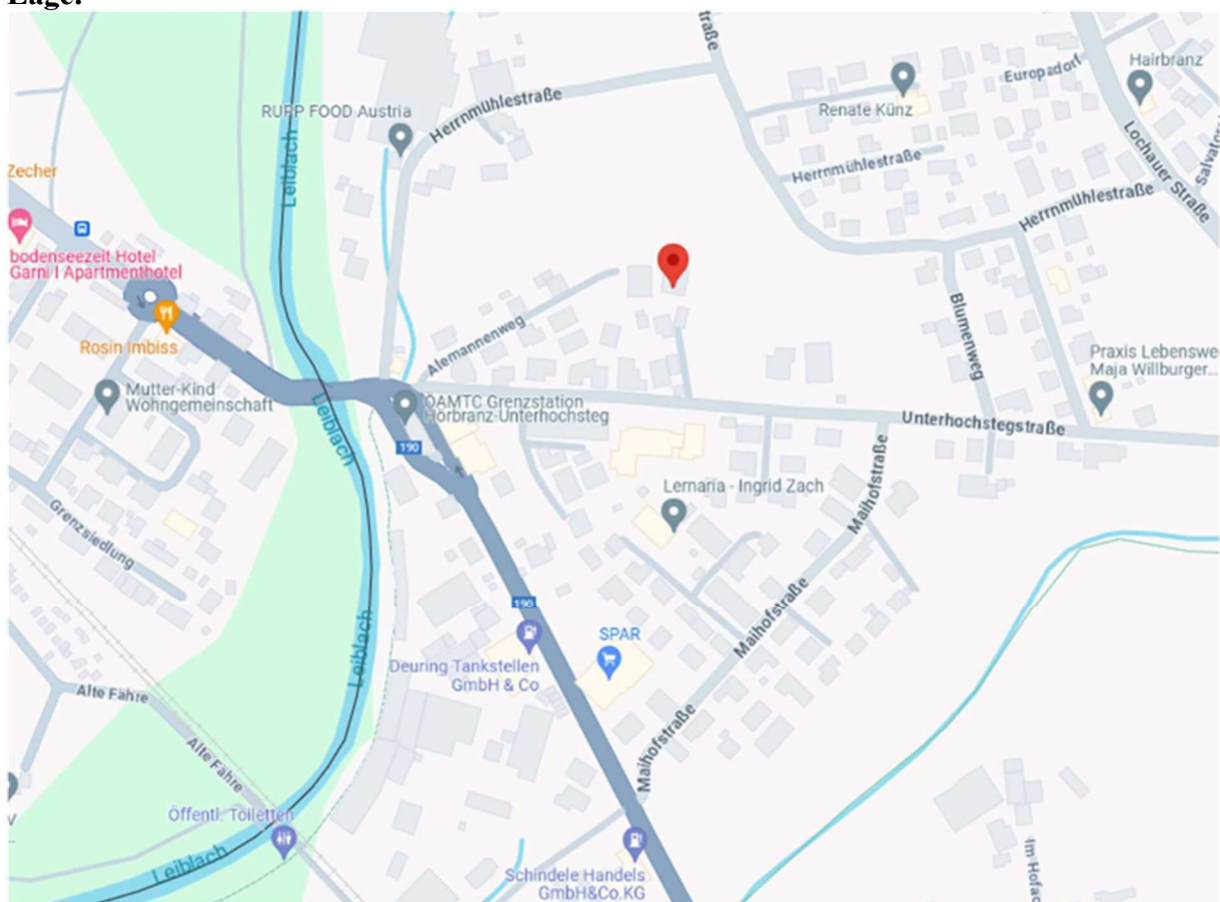 Lage:
straße
Europadorf
Hairbranz
Renate Künz
RUPP FOOD Austria
Herrnmühlestraße
Lochauer Straße
Leiblach
Herrnmühlestraße
Zecher
Herrnmühlestraße
bodenseezeit Hotel
Garni | Apartmenthotel
Blumenweg
Rosin Imbiss
Alemannenweg
Praxis Lebenswe
Maja Willburger...
Mutter-Kind
Wohngemeinschaft
ÖAMTC Grenzstation
Hörbranz-Unterhochsteg
Leiblach
Unterhochstegstraße
190
Lernaria - Ingrid Zach
Maihofstraße
Grenzsiedlung
190
Maihofstraße
SPAR
Leiblach
Deuring Tankstellen
GmbH & Co
Alte Fähre
Maihofstraße
Alte Fähre
Öffentl. Toiletten
Leiblach
Schindele Handels
GmbH&Co.KG
Im Hofac